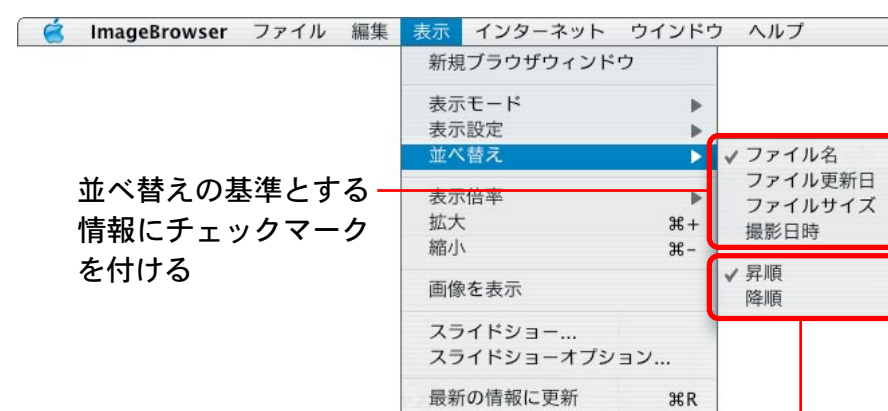 ImageBrowser ファイル 編集 表示 インターネット ウインドウ ヘルプ
新規ブラウザウィンドウ
表示モード
表示設定
並べ替え
表示倍率
拡大 ⌘+
縮小 ⌘-
画像を表示
スライドショー...
スライドショーオプション...
最新の情報に更新 ⌘R
✓ ファイル名
ファイル更新日
ファイルサイズ
撮影日時
✓ 昇順
降順
並べ替えの基準とする
情報にチェックマーク
を付ける